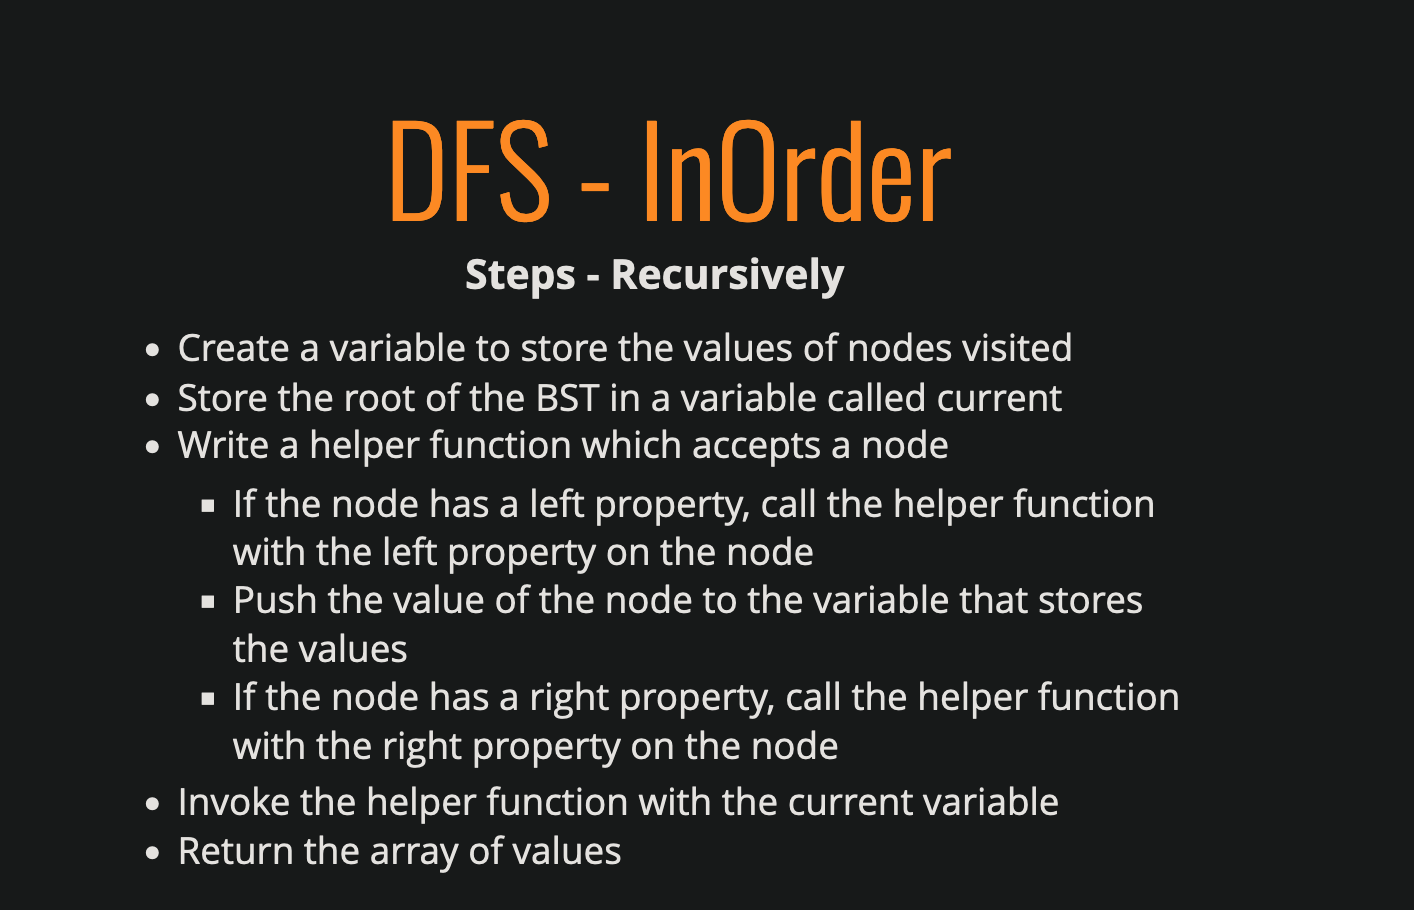 DFS - InOrder
Steps - Recursively
• Create a variable to store the values of nodes visited
• Store the root of the BST in a variable called current
• Write a helper function which accepts a node
▪ If the node has a left property, call the helper function
with the left property on the node
▪ Push the value of the node to the variable that stores
the values
▪ If the node has a right property, call the helper function
with the right property on the node
• Invoke the helper function with the current variable
• Return the array of values